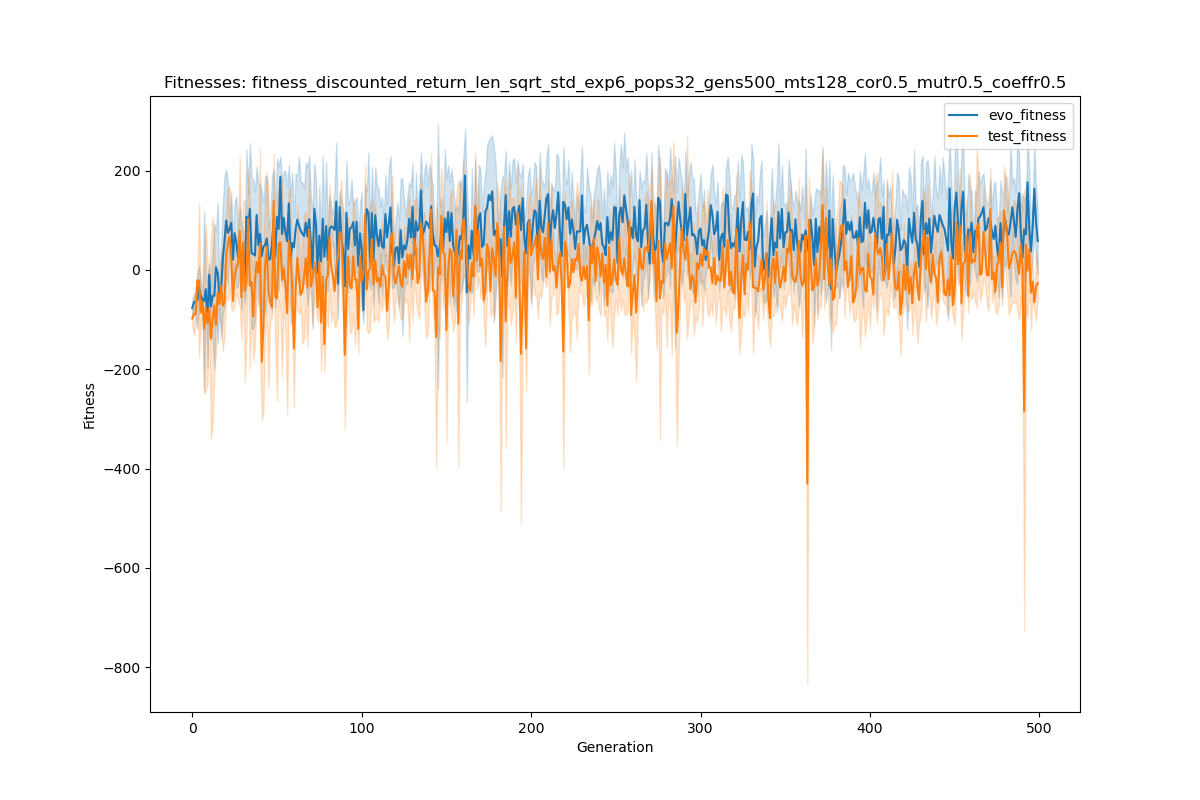 Fitnesses: fitness_discounted_return_len_sqrt_std_exp6_pops32_gens500_mts128_cor0.5_mutr0.5_coeffr0.5
evo_fitness
test_fitness
200
0
−200
−400
−600
−800
Fitness
0 100 200 300 400 500
Generation